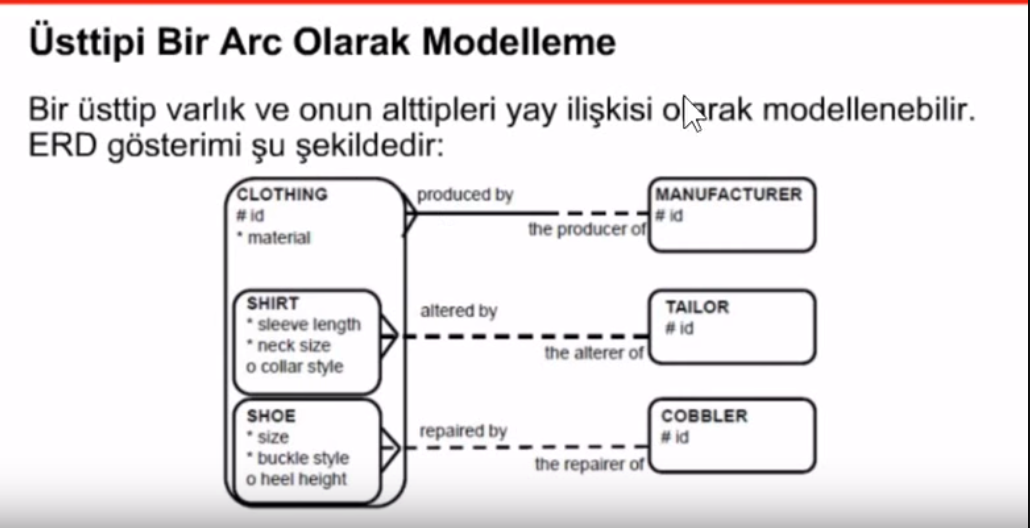 Üsttipi Bir Arc Olarak Modelleme
Bir üsttip varlık ve onun alttipleri yay ilişkisi olarak modellenebilir.
ERD gösterimi şu şekildedir:
CLOTHING
# id
* material
produced by
the producer of
MANUFACTURER
# id
SHIRT
* sleeve length
* neck size
o collar style
altered by
the alterer of
TAILOR
# id
SHOE
* size
* buckle style
o heel height
repaired by
the repairer of
COBBLER
# id